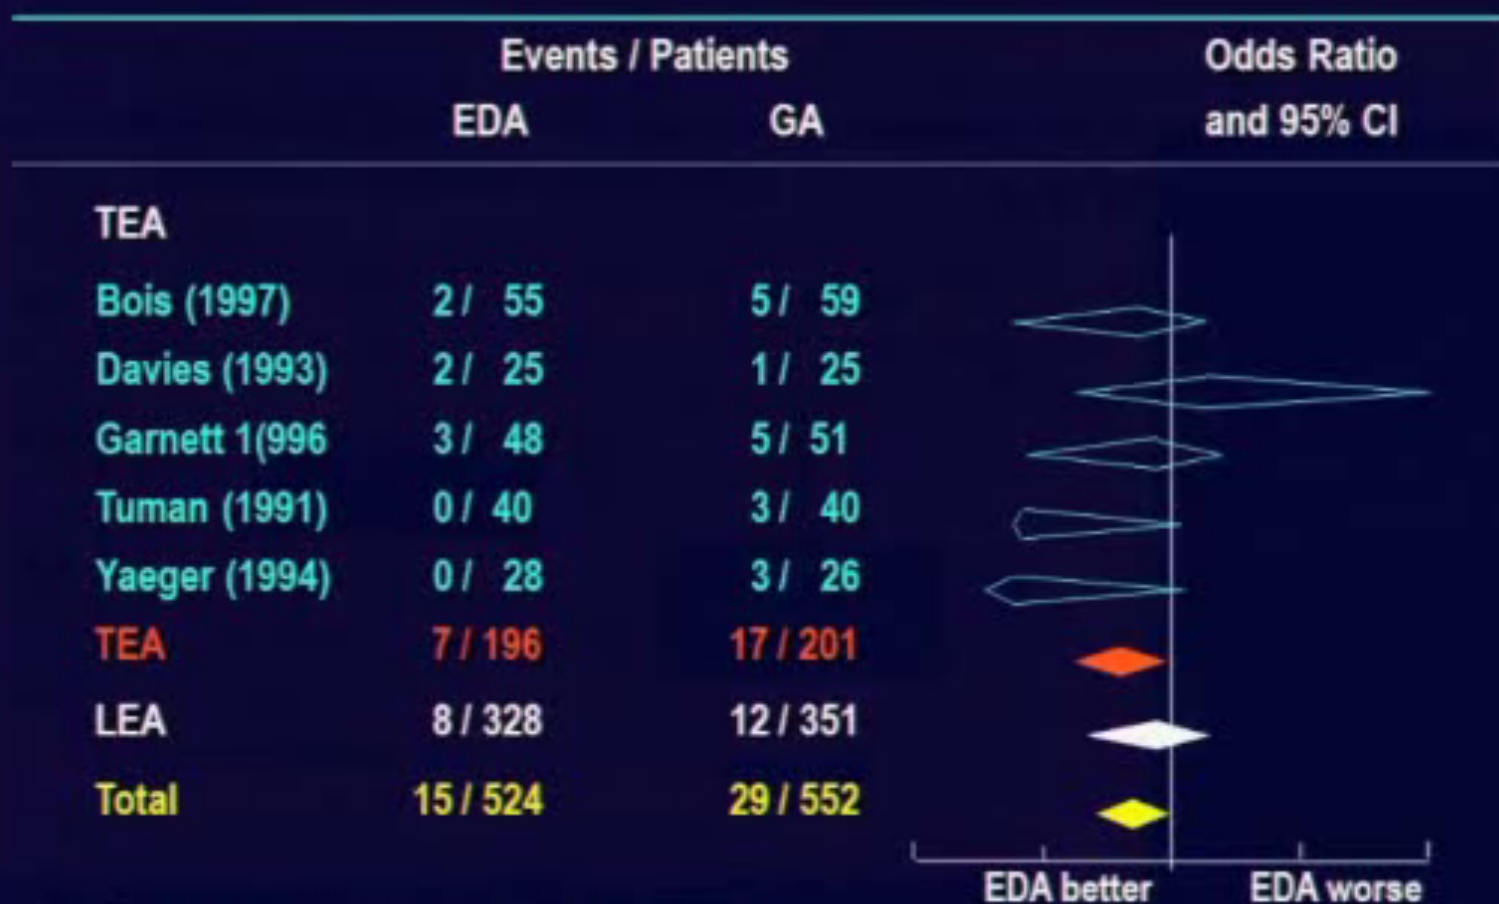 Events / Patients Odds Ratio
EDA GA and 95% CI
TEA
Bois (1997) 2 / 55 5 / 59
Davies (1993) 2 / 25 1 / 25
Garnett 1(996 3 / 48 5 / 51
Tuman (1991) 0 / 40 3 / 40
Yaeger (1994) 0 / 28 3 / 26
TEA 7 / 196 17 / 201
LEA 8 / 328 12 / 351
Total 15 / 524 29 / 552
EDA better EDA worse